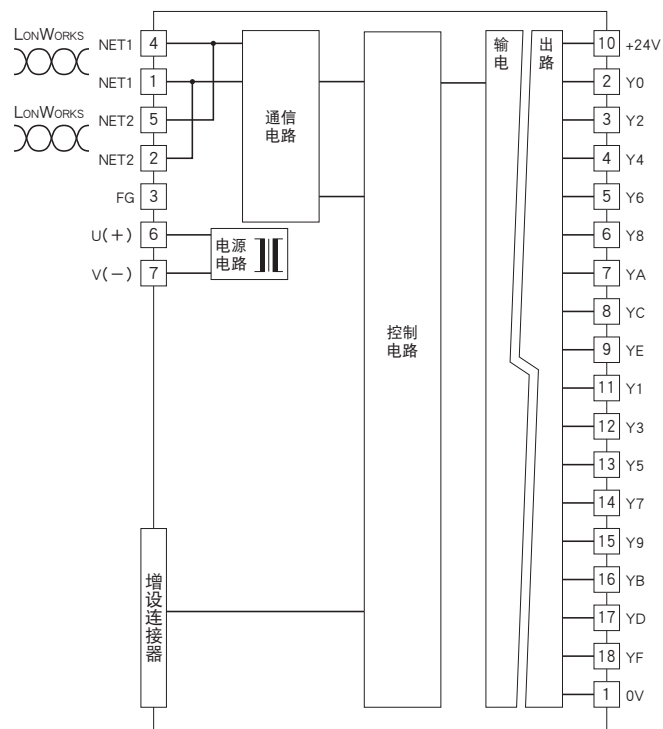 LONWORKS
NET1 4
NET1 1
LONWORKS
NET2 5
NET2 2
FG 3
U(+) 6
V(−) 7
通信
电路
电源
电路
控制
电路
增设连接器
输 出
电 路
10 +24V
2 Y0
3 Y2
4 Y4
5 Y6
6 Y8
7 YA
8 YC
9 YE
11 Y1
12 Y3
13 Y5
14 Y7
15 Y9
16 YB
17 YD
18 YF
1 0V